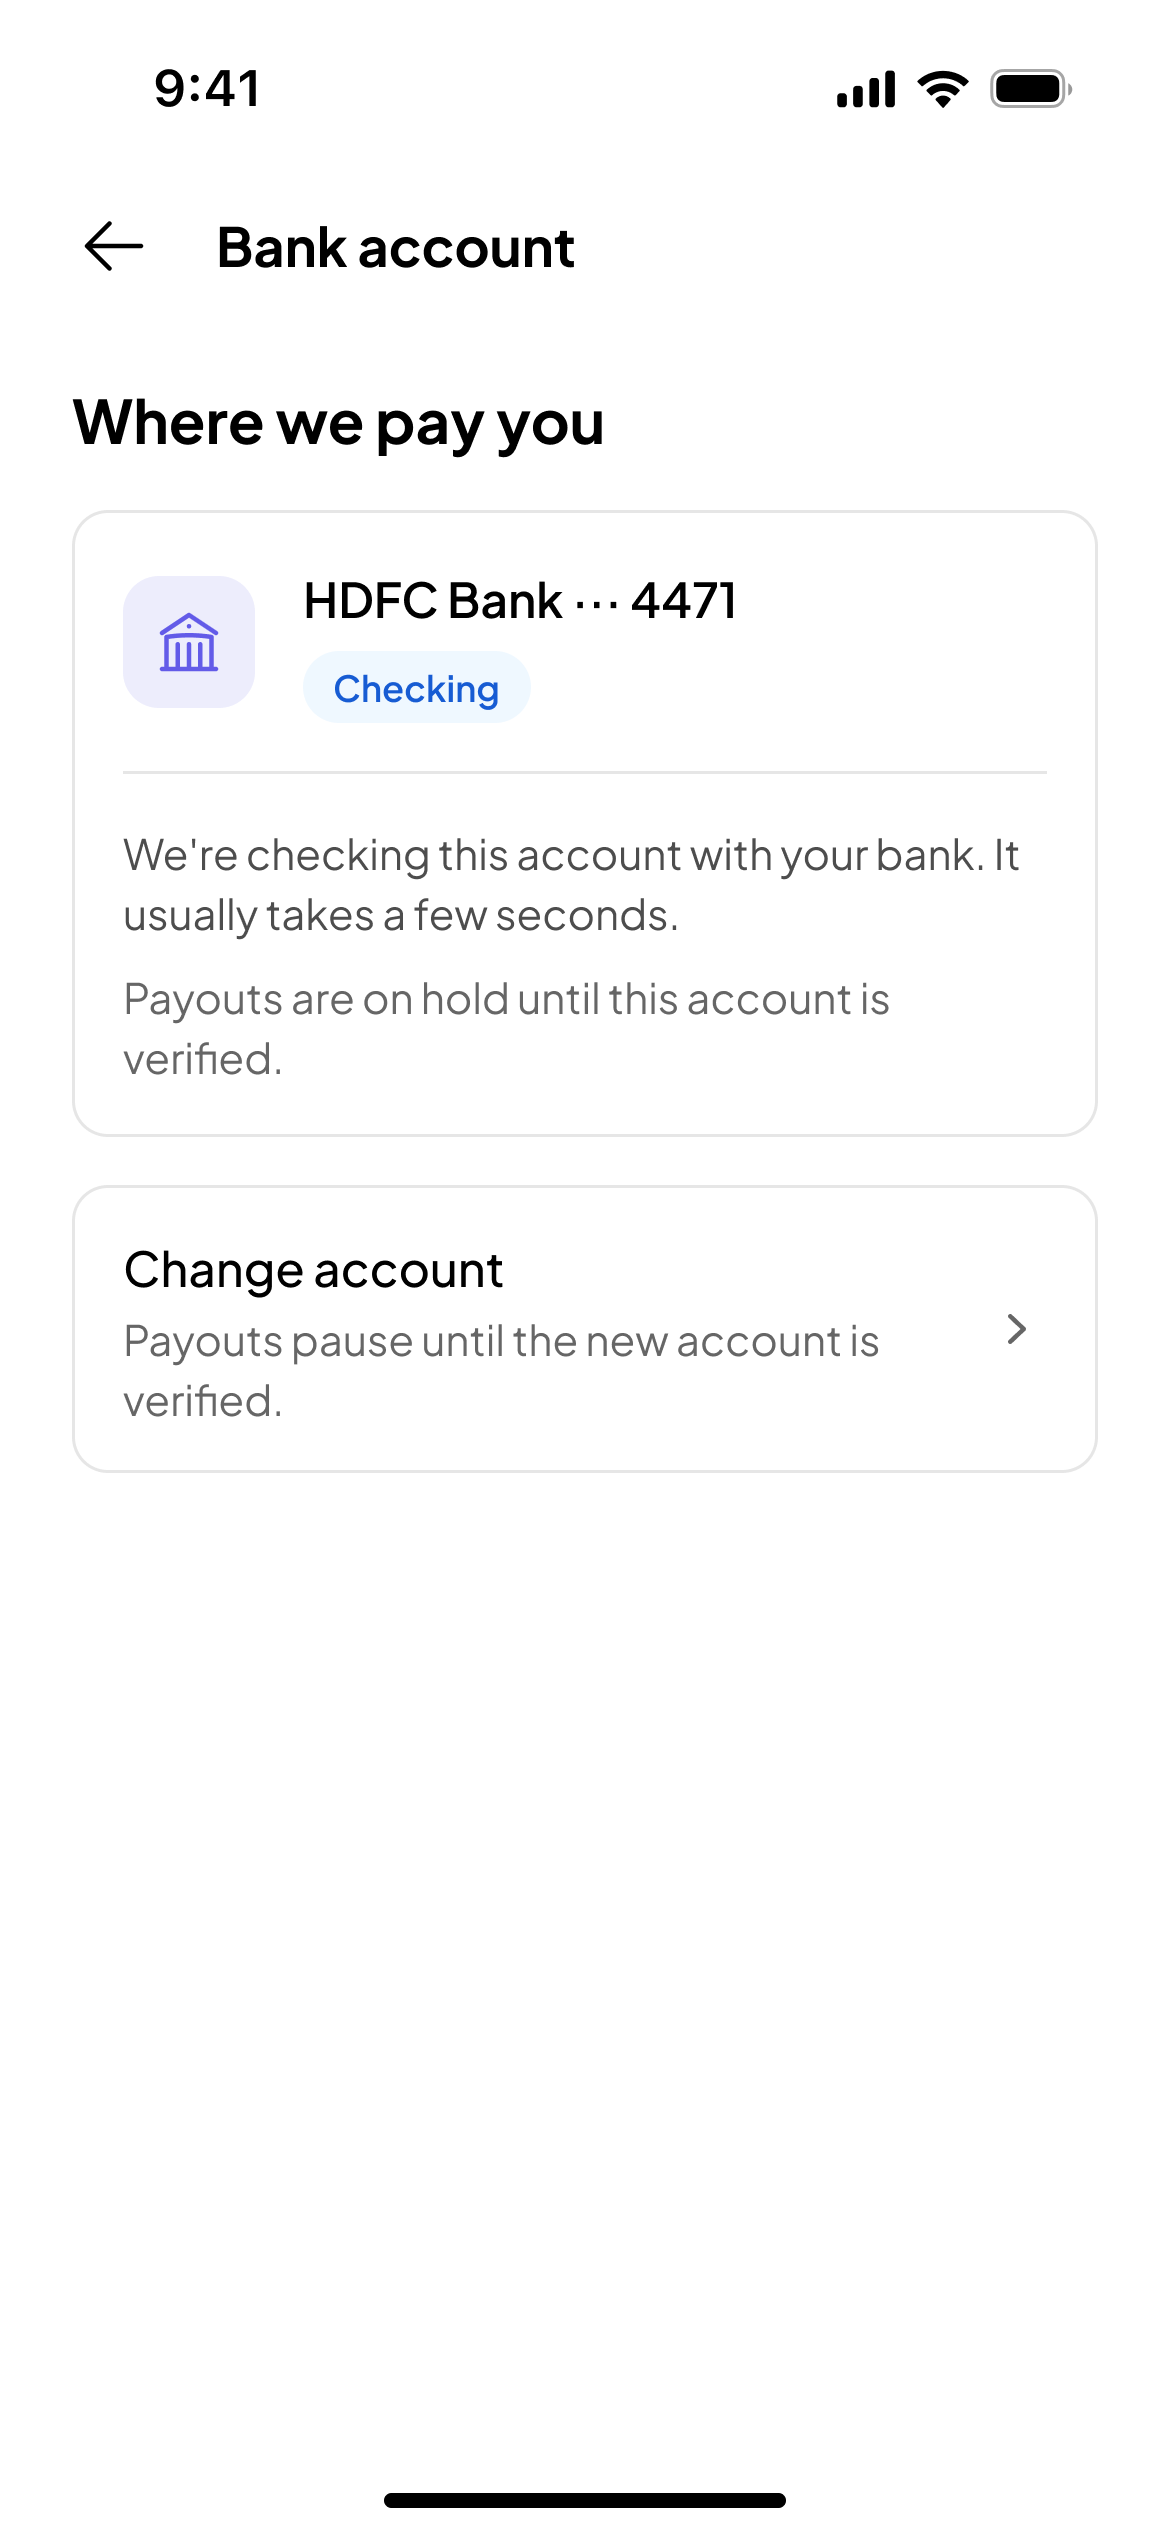 9:41
Bank account
Where we pay you
HDFC Bank ··· 4471
Checking
We're checking this account with your bank. It
usually takes a few seconds.
Payouts are on hold until this account is
verified.
Change account
Payouts pause until the new account is
verified.